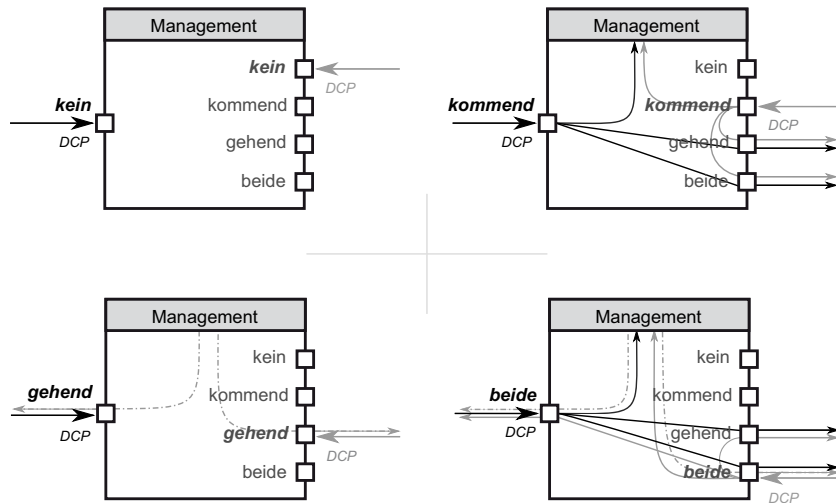 Management
kein
DCP
kein
DCP
kommend
gehend
beide
Management
kein
kommend
DCP
kommend
DCP
gehend
beide
Management
kein
gehend
DCP
kommend
gehend
DCP
beide
Management
kein
beide
DCP
kommend
gehend
beide
DCP